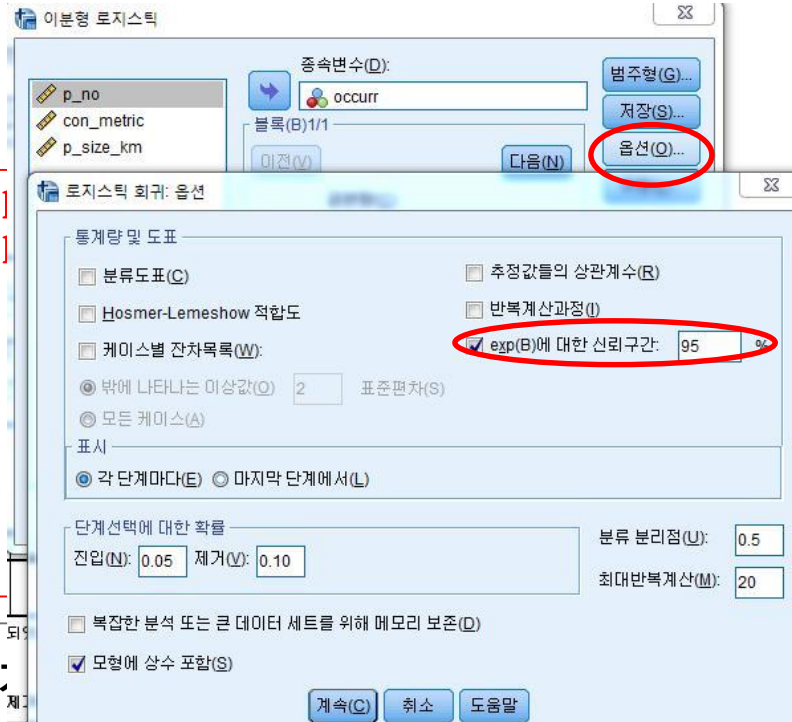 이분형 로지스틱
종속변수(D):
p_no
con_metric
p_size_km
occurr
블록(B)1/1
이전(V)
다음(N)
범주형(G)...
저장(S)...
옵션(O)...
로지스틱 회귀: 옵션
통계량 및 도표
분류도표(C)
추정값들의 상관계수(R)
Hosmer-Lemeshow 적합도
반복계산과정(I)
케이스별 잔차목록(W):
exp(B)에 대한 신뢰구간: 95 %
밖에 나타나는 이상값(O) 2 표준편차(S)
모든 케이스(A)
표시
각 단계마다(E) 마지막 단계에서(L)
단계선택에 대한 확률
진입(N): 0.05 제거(V): 0.10
분류 분리점(U): 0.5
최대반복계산(M): 20
복잡한 분석 또는 큰 데이터 세트를 위해 메모리 보존(D)
모형에 상수 포함(S)
계속(C) 취소 도움말